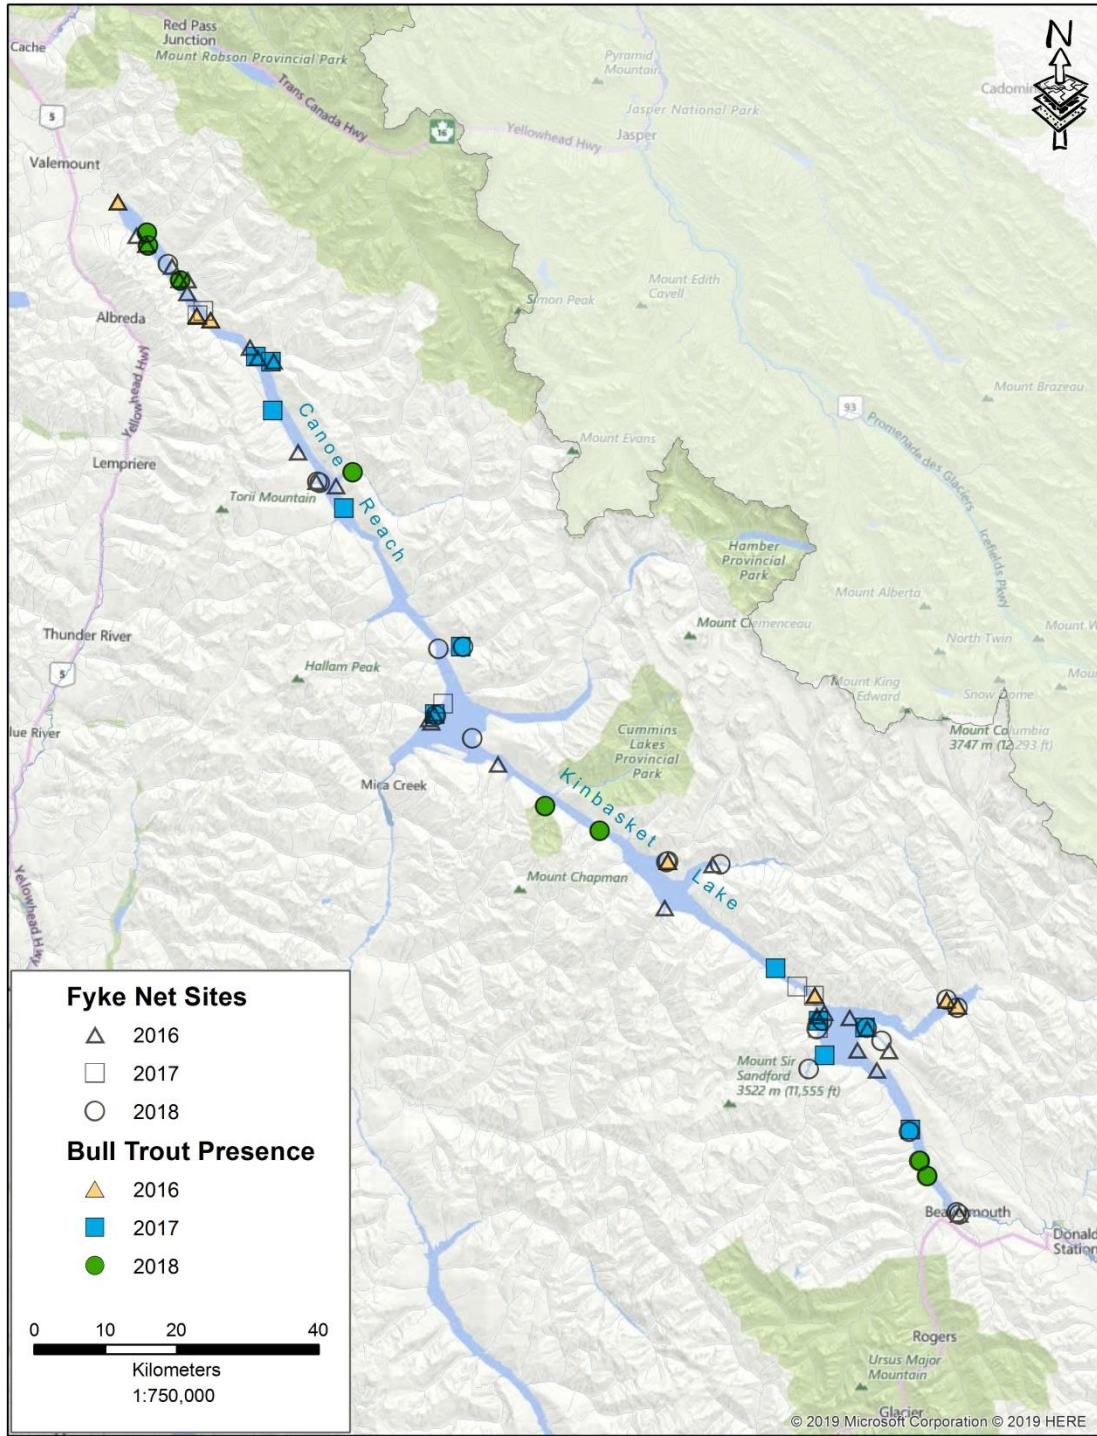 Red Pass
Junction
Cache
Mount Robson Provincial Park
Trans Canada Hwy
Pyramid
Mountain
Jasper National Park
Cadomin
N
5
16
Yellowhead Hwy
Jasper
Valemount
Mount Edith
Cavell
Simon Peak
Albreda
Yellowhead Hwy
Mount Brazeau
93
Promenade des Glaciers
Canoe Reach
Mount Evans
Lempriere
Torii Mountain
Icefields Pkwy
Hamber
Provincial
Park
Mount Alberta
Thunder River
Mount Clemenceau
North Twin
Mount W
Hallam Peak
5
Mount King
Edward
Snow Dome
Moun
Mount Columbia
3747 m (12,293 ft)
lue River
Cummins
Lakes
Provincial
Park
Mica Creek
Kinbasket Lake
Yellowhead Hwy
Mount Chapman
Mount Sir
Sandford
3522 m (11,555 ft)
Beavermouth
Donald
Station
Rogers
Ursus Major
Mountain
Glacier
Fyke Net Sites
2016
2017
2018
Bull Trout Presence
2016
2017
2018
0 10 20 40
Kilometers
1:750,000
© 2019 Microsoft Corporation © 2019 HERE